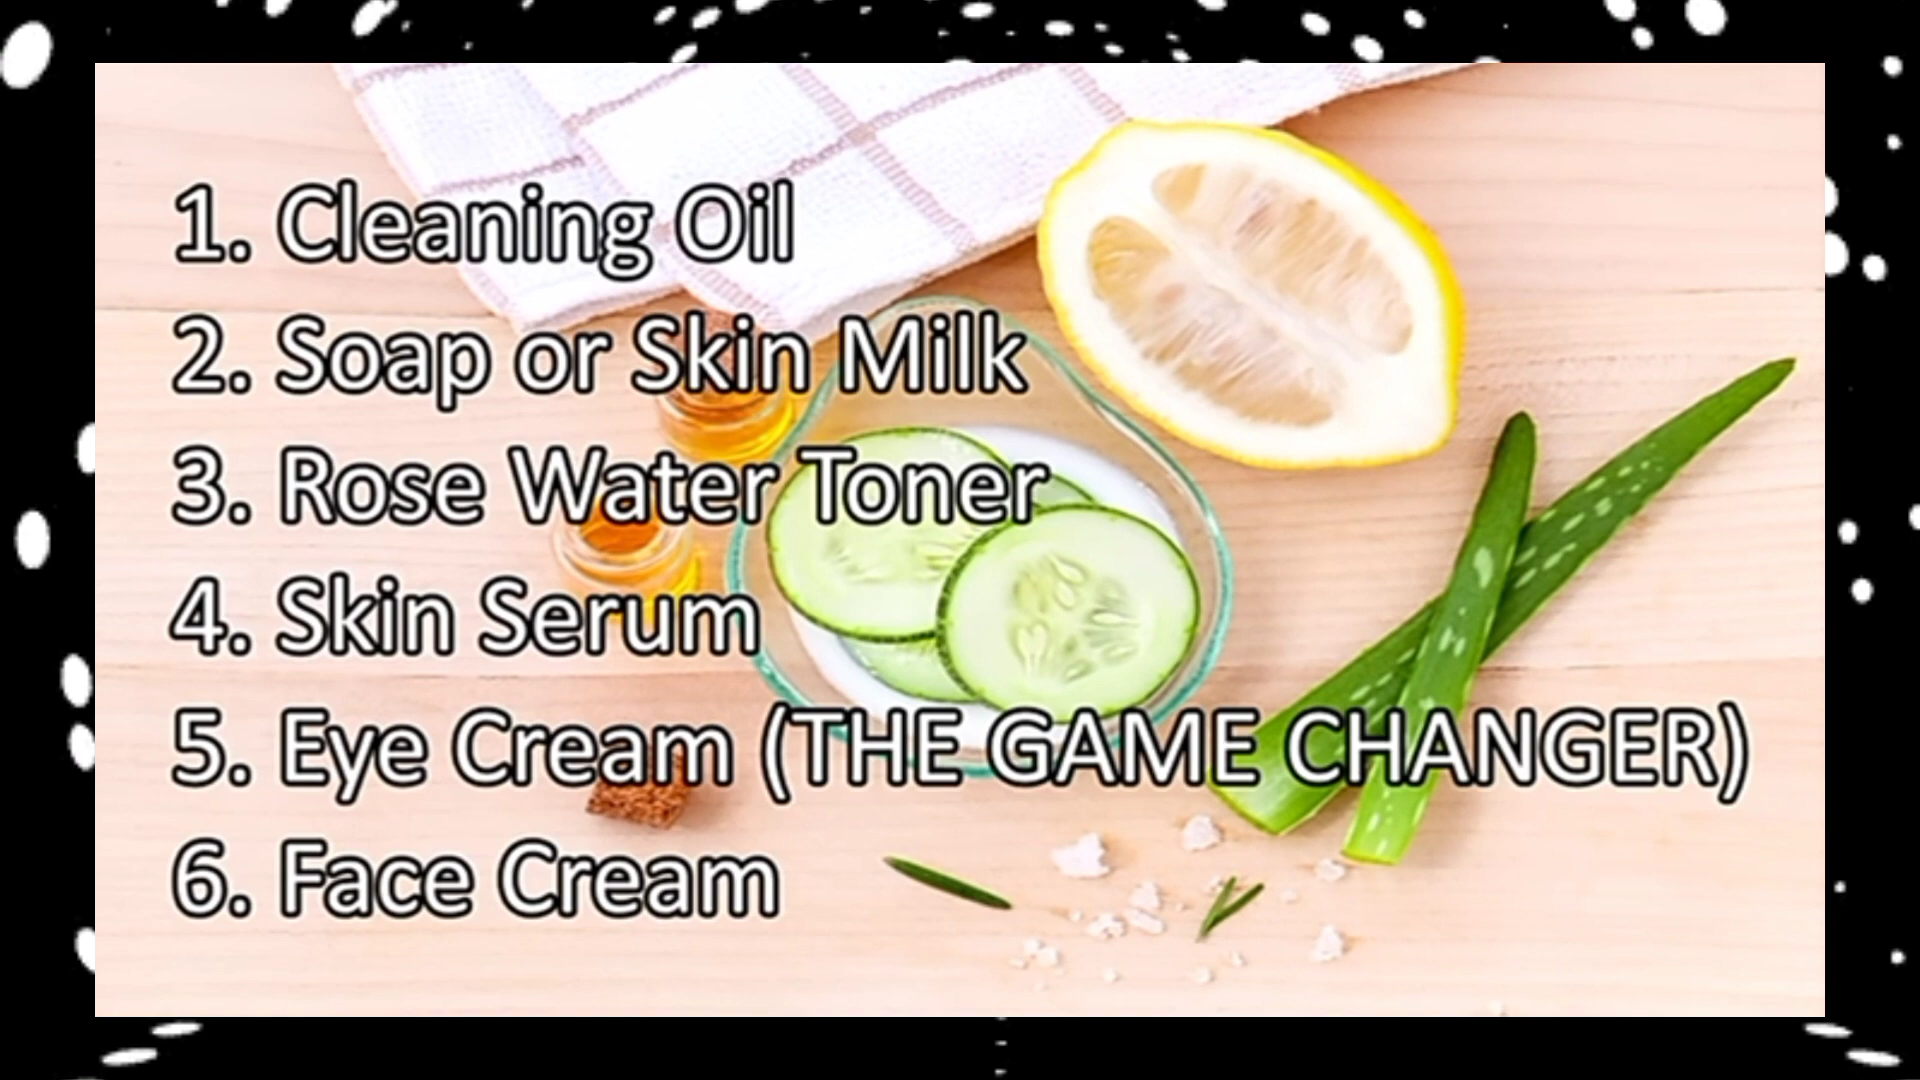 1. Cleaning Oil
2. Soap or Skin Milk
3. Rose Water Toner
4. Skin Serum
5. Eye Cream (THE GAME CHANGER)
6. Face Cream